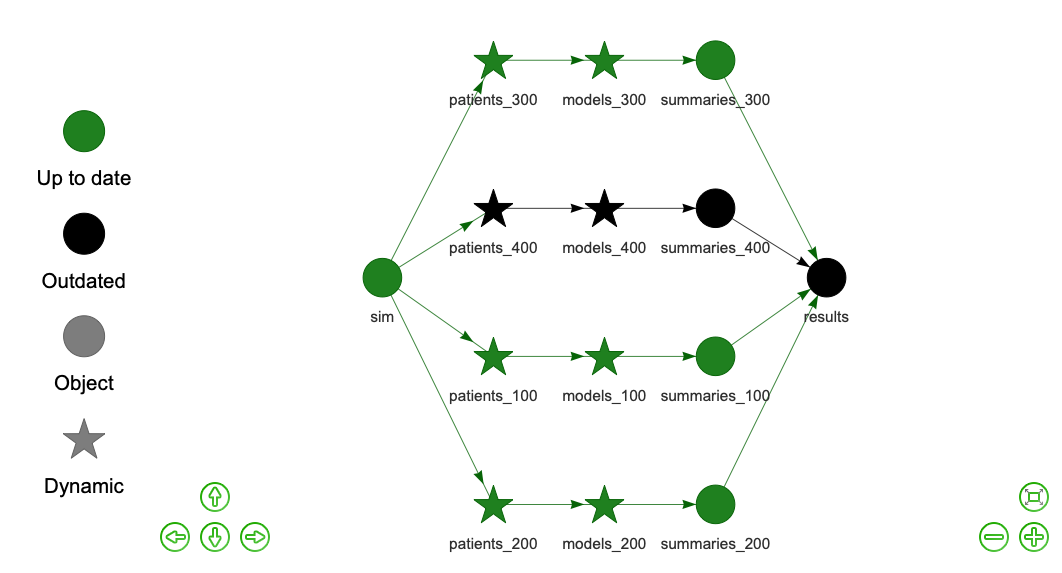 Up to date
Outdated
Object
Dynamic
patients_300 models_300 summaries_300
patients_400 models_400 summaries_400
sim
results
patients_100 models_100 summaries_100
patients_200 models_200 summaries_200